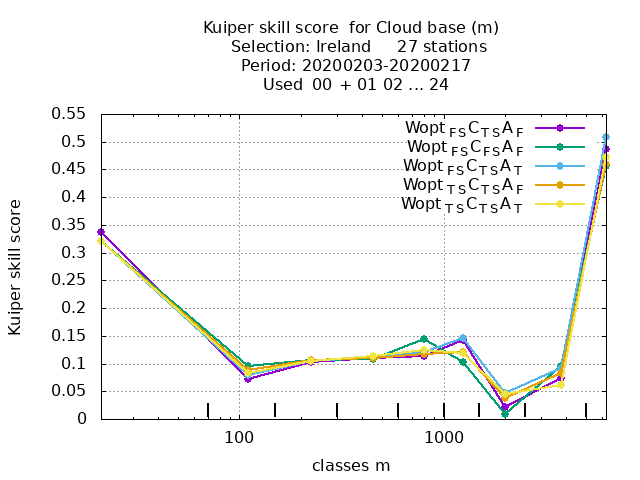 Kuiper skill score  for Cloud base (m)
Selection: Ireland     27 stations
Period: 20200203-20200217
Used  00 + 01 02 ... 24
Kuiper skill score
0.55
0.5
0.45
0.4
0.35
0.3
0.25
0.2
0.15
0.1
0.05
0
Wopt FS C TS A F
Wopt FS C FS A F
Wopt FS C TS A T
Wopt TS C TS A F
Wopt TS C TS A T
100 1000
classes m